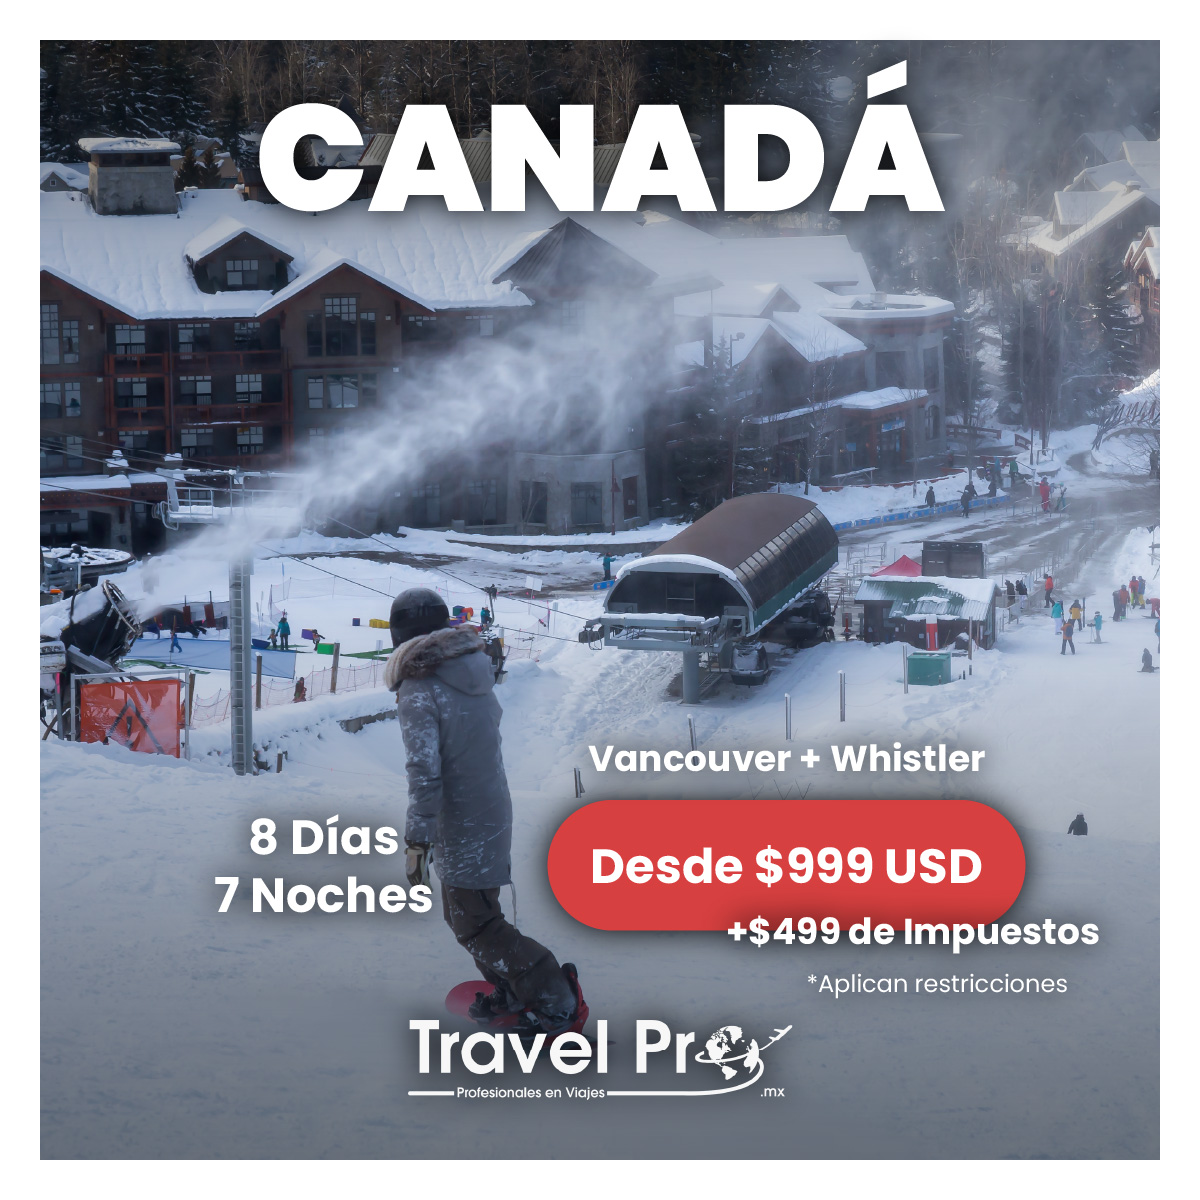 CANADÁ
Vancouver + Whistler
8 Días
7 Noches
Desde $999 USD
+$499 de Impuestos
*Aplican restricciones
Travel Pro
Profesionales en Viajes
.mx